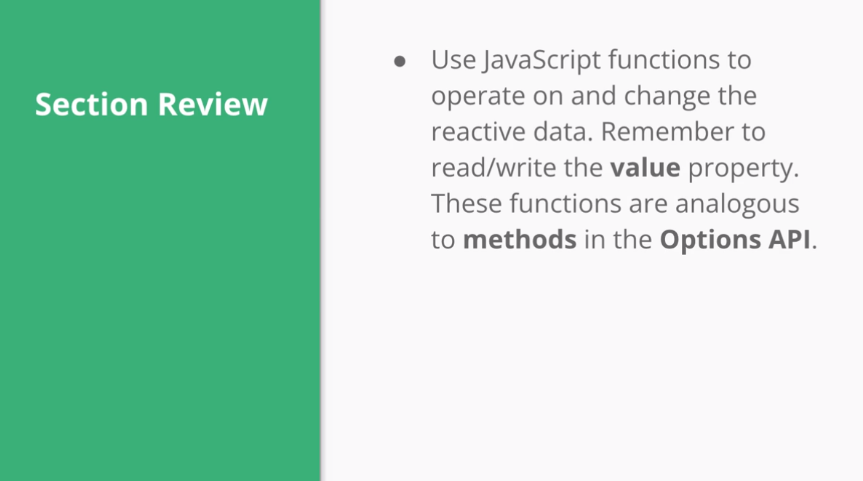 Section Review
● Use JavaScript functions to
operate on and change the
reactive data. Remember to
read/write the value property.
These functions are analogous
to methods in the Options API.